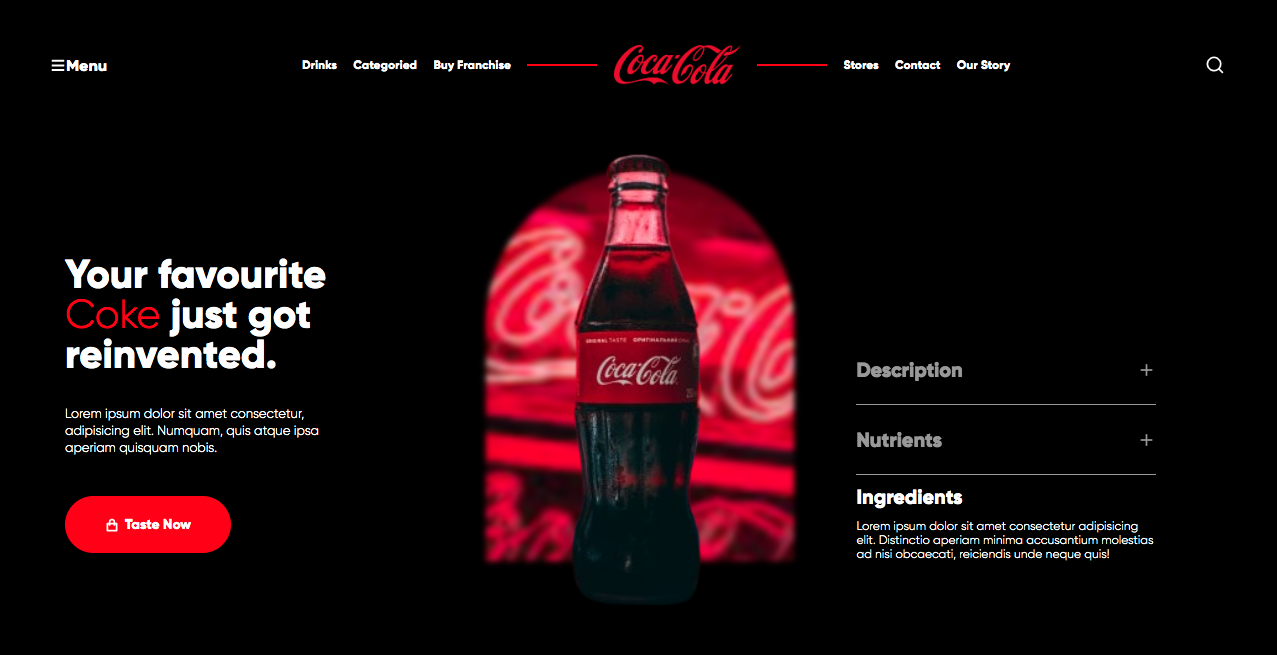 Menu
Drinks Categoried Buy Franchise Coca-Cola Stores Contact Our Story
Your favourite
Coke just got
reinvented.
Lorem ipsum dolor sit amet consectetur,
adipisicing elit. Numquam, quis atque ipsa
aperiam quisquam nobis.
Taste Now
ORIGINAL TASTE ОРИГІНАЛЬНИЙ
Coca-Cola
Description
Nutrients
Ingredients
Lorem ipsum dolor sit amet consectetur adipisicing
elit. Distinctio aperiam minima accusantium molestias
ad nisi obcaecati, reiciendis unde neque quis!